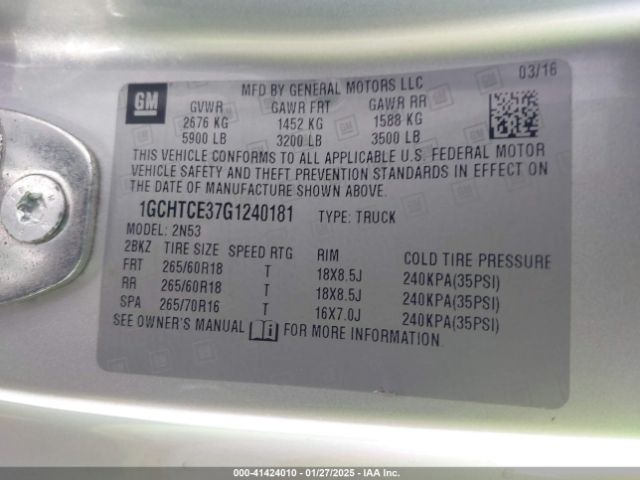 GM
MFD BY GENERAL MOTORS LLC 03/16
GVWR GAWR FRT GAWR RR
2676 KG 1452 KG 1588 KG
5900 LB 3200 LB 3500 LB
THIS VEHICLE CONFORMS TO ALL APPLICABLE U.S. FEDERAL MOTOR
VEHICLE SAFETY AND THEFT PREVENTION STANDARDS IN EFFECT ON THE
DATE OF MANUFACTURE SHOWN ABOVE.
1GCHTCE37G1240181 TYPE: TRUCK
MODEL: 2N53
2BKZ TIRE SIZE SPEED RTG RIM COLD TIRE PRESSURE
FRT 265/60R18 T 18X8.5J 240KPA(35PSI)
RR 265/60R18 T 18X8.5J 240KPA(35PSI)
SPA 265/70R16 T 16X7.0J 240KPA(35PSI)
SEE OWNER'S MANUAL FOR MORE INFORMATION.
000-41424010 - 01/27/2025 - IAA Inc.